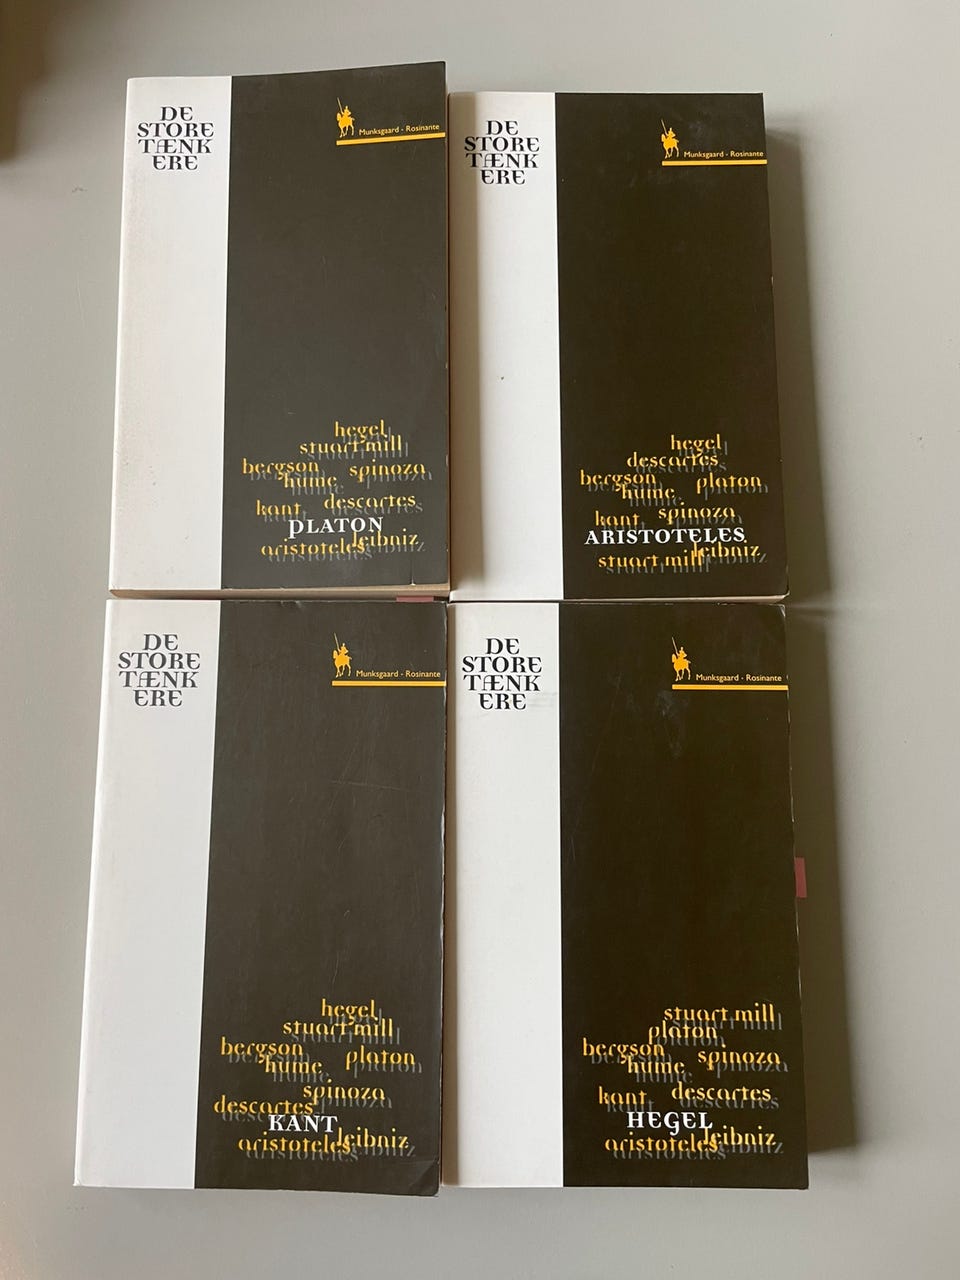 DE
STORE
TÆNK
ERE
Munksgaard - Rosinante
hegel
stuart mill
bergson spinoza
hume
kant descartes
PLATON
aristoteles leibniz
DE
STORE
TÆNK
ERE
Munksgaard - Rosinante
hegel
descartes
bergson platon
hume
kant spinoza
ARISTOTELES
stuart mill leibniz
DE
STORE
TÆNK
ERE
Munksgaard - Rosinante
hegel
stuart mill
bergson platon
hume
spinoza
descartes
KANT
aristoteles leibniz
DE
STORE
TÆNK
ERE
Munksgaard - Rosinante
stuart mill
platon
bergson spinoza
hume
kant descartes
HEGEL
aristoteles leibniz